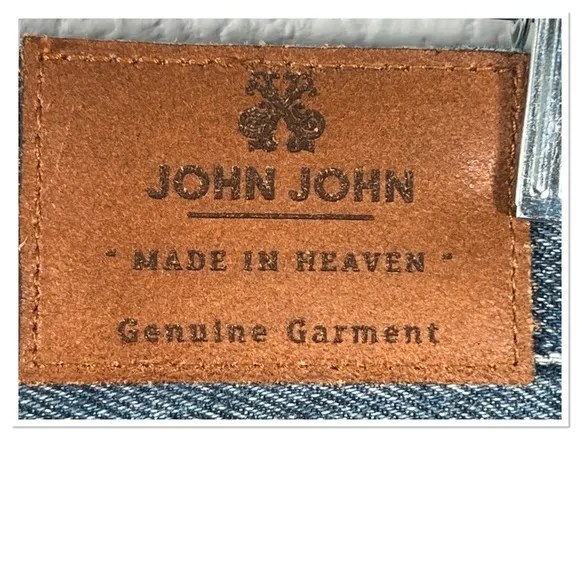 JOHN JOHN
" MADE IN HEAVEN "
Genuine Garment